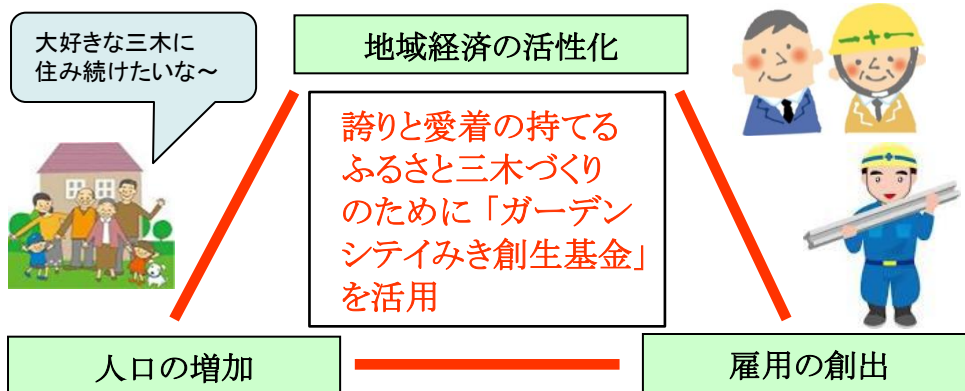 大好きな三木に
住み続けたいな～
地域経済の活性化
誇りと愛着の持てる
ふるさと三木づくり
のために「ガーデン
シテイみき創生基金」
を活用
人口の増加
雇用の創出